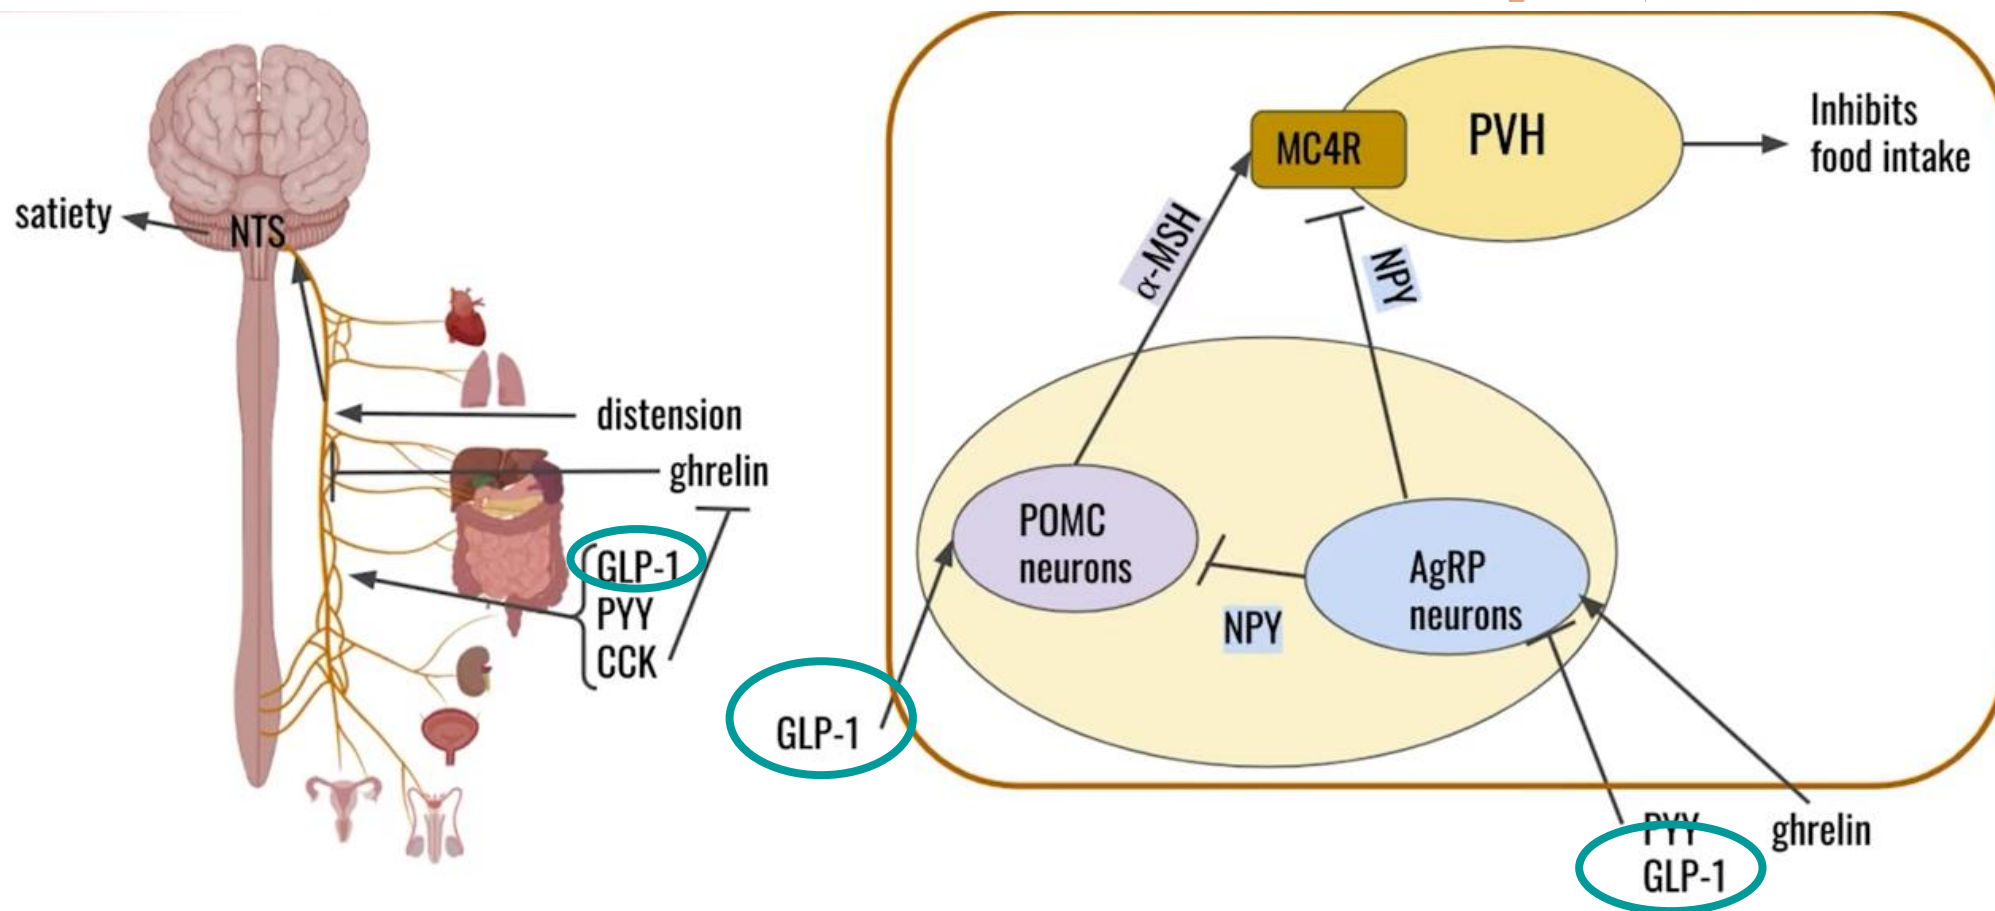 satiety
NTS
distension
ghrelin
GLP-1
PYY
CCK
MC4R
PVH
Inhibits
food intake
α-MSH
NPY
POMC
neurons
NPY
AgRP
neurons
GLP-1
PYY
GLP-1
ghrelin